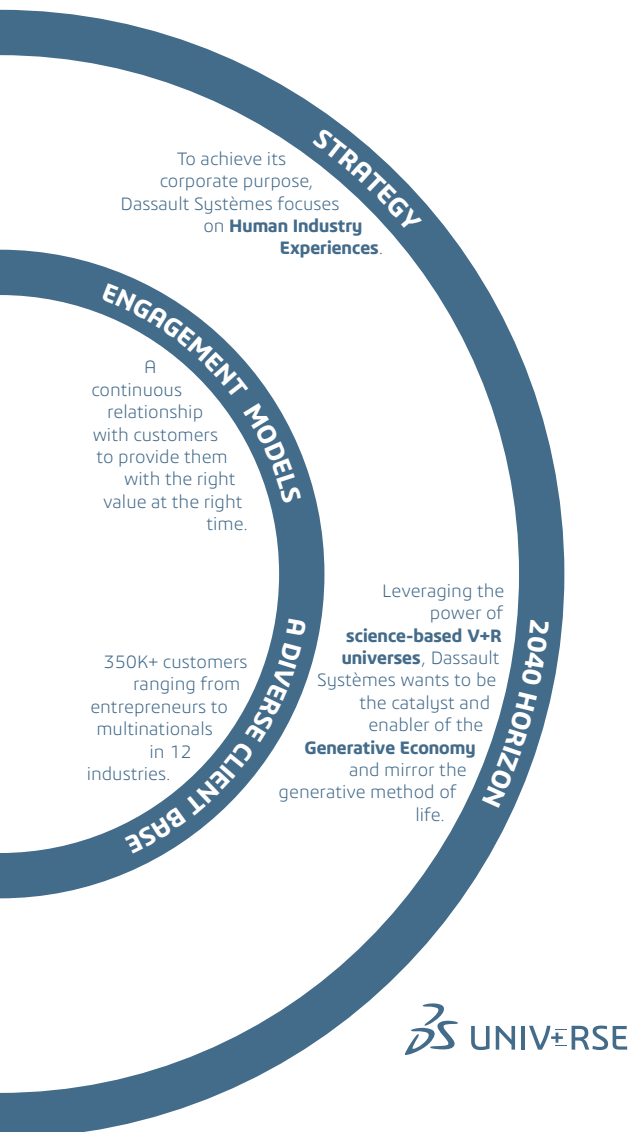 STRATEGY
To achieve its
corporate purpose,
Dassault Systèmes focuses
on Human Industry
Experiences.
ENGAGEMENT MODELS
A
continuous
relationship
with customers
to provide them
with the right
value at the right
time.
A DIVERSE CLIENT BASE
350K+ customers
ranging from
entrepreneurs to
multinationals
in 12
industries.
2040 HORIZON
Leveraging the
power of
science-based V+R
universes, Dassault
Systèmes wants to be
the catalyst and
enabler of the
Generative Economy
and mirror the
generative method of
life.
3DS UNIV±RSE